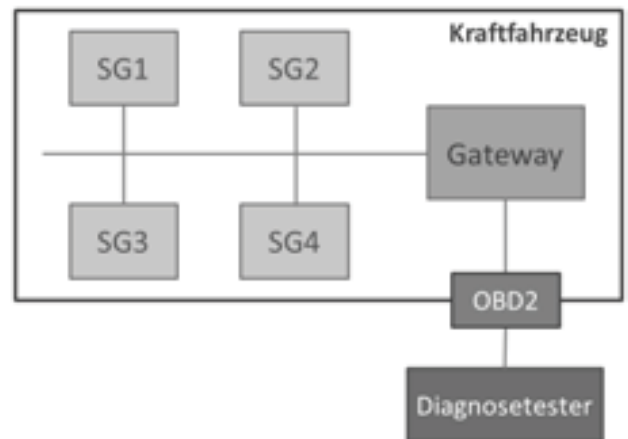 Kraftfahrzeug
SG1
SG2
Gateway
SG3
SG4
OBD2
Diagnosetester